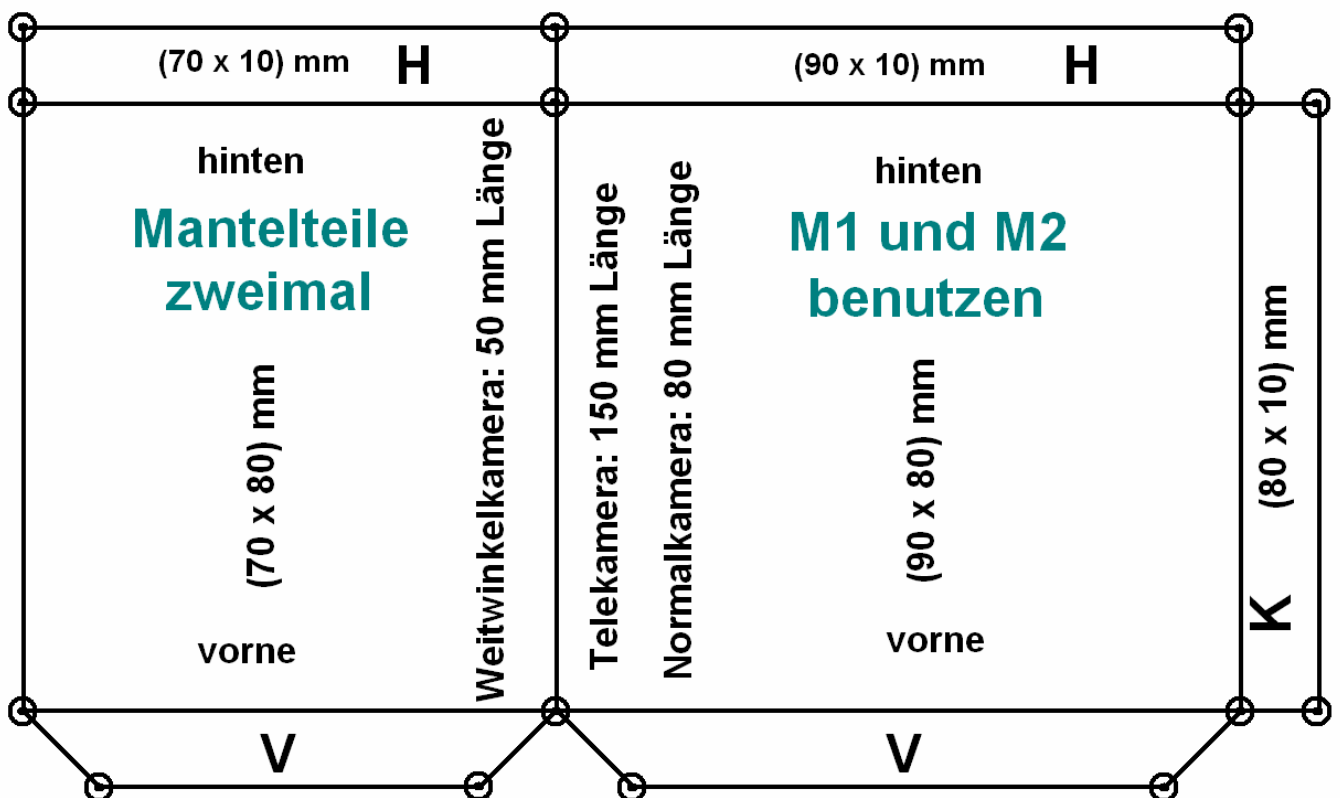 (70 x 10) mm H
(90 x 10) mm H
hinten
Mantelteile
zweimal
(70 x 80) mm
vorne
Weitwinkelkamera: 50 mm Länge
Telekamera: 150 mm Länge
Normalkamera: 80 mm Länge
hinten
M1 und M2
benutzen
(90 x 80) mm
vorne
K (80 x 10) mm
V
V